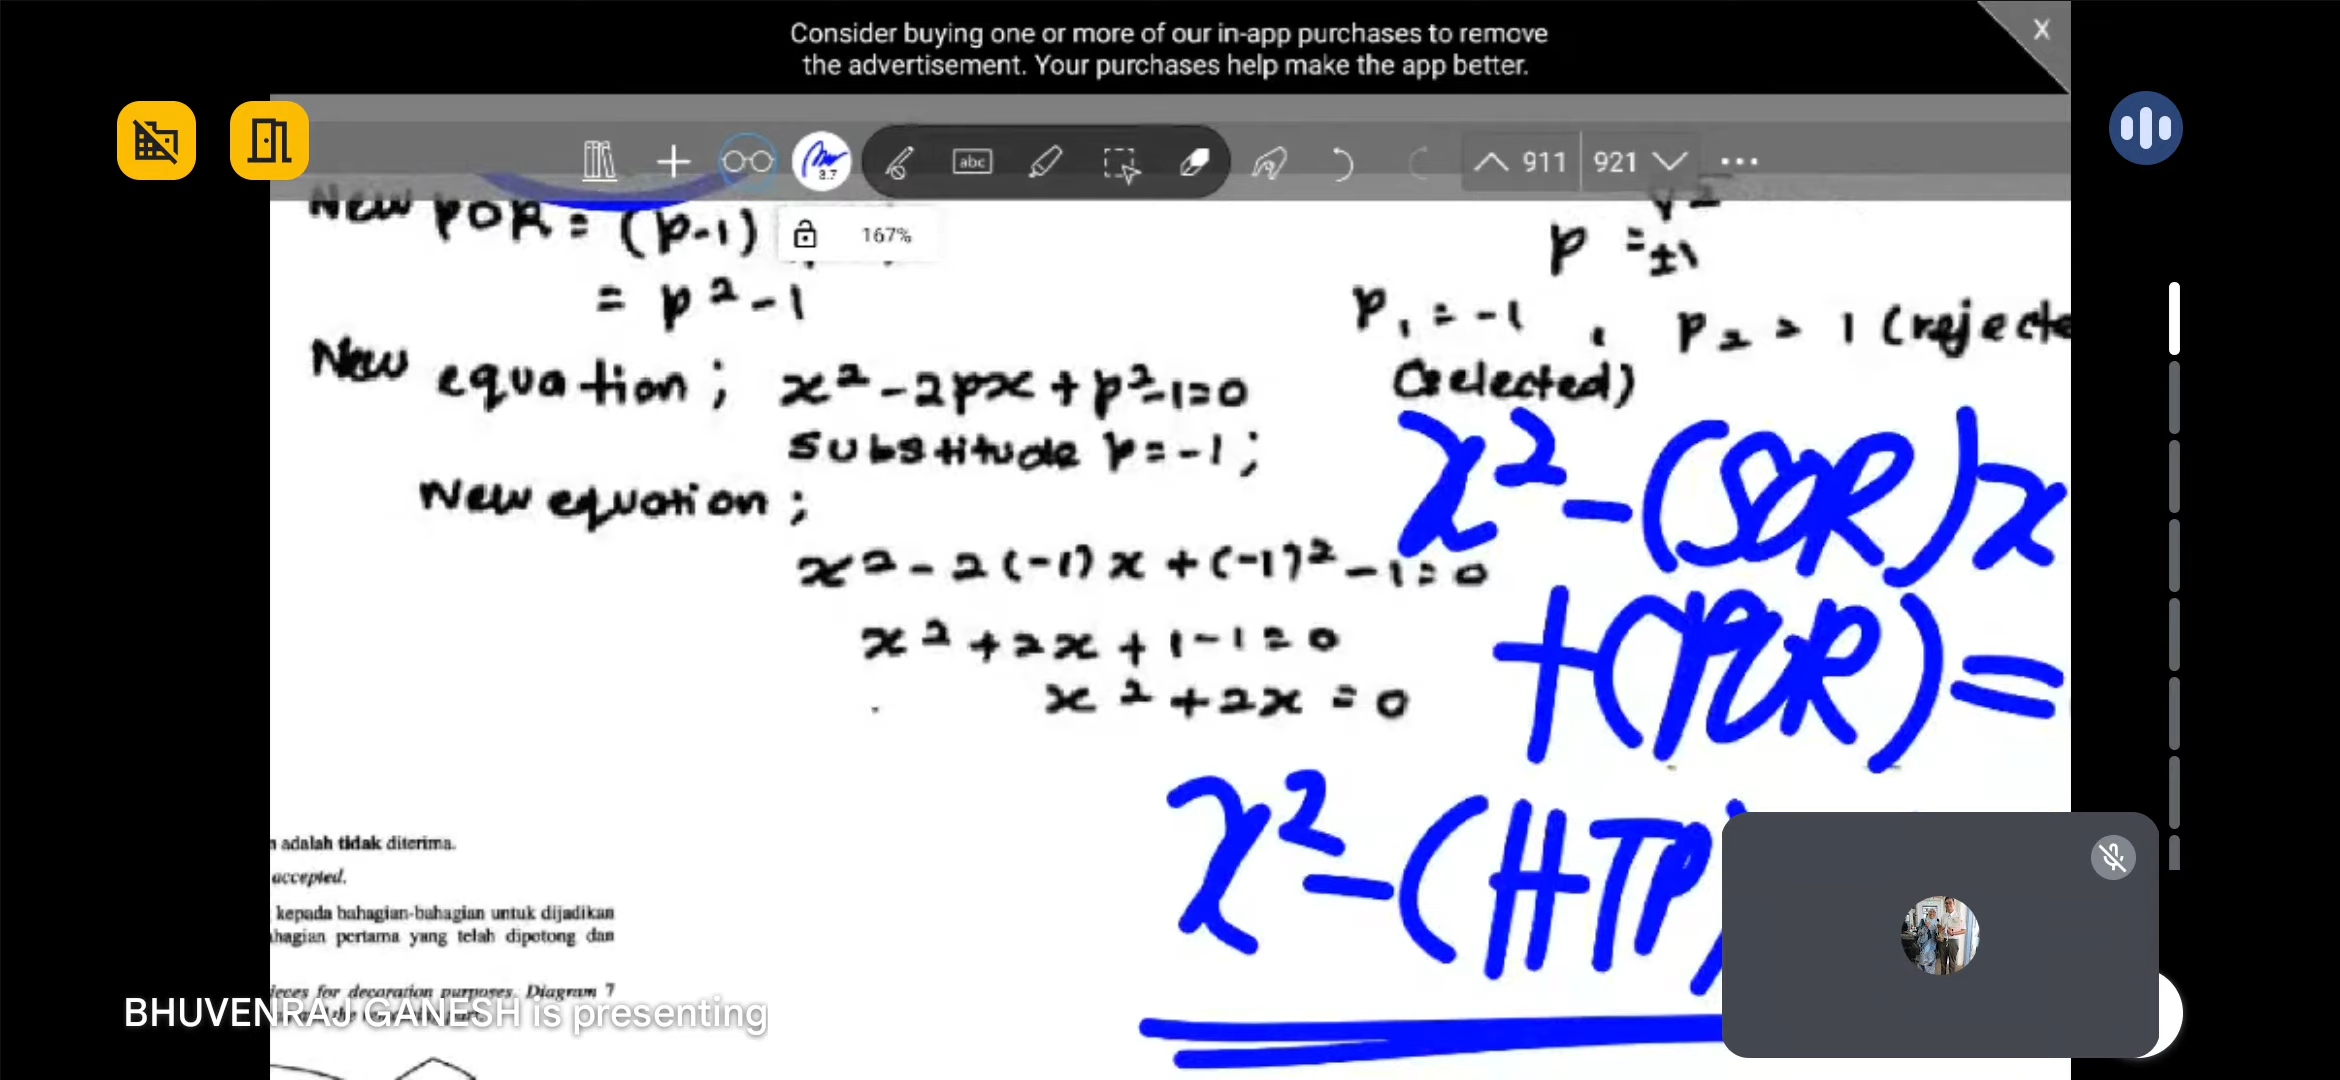 Consider buying one or more of our in-app purchases to remove
the advertisement. Your purchases help make the app better.
X
abc
911
921
3.7
167%
New POR = (p-1)
= p² - 1
New equation; x² - 2px + p² - 1 = 0
Substitude p = -1;
New equation;
x² - 2(-1)x + (-1)² - 1 = 0
x² + 2x + 1 - 1 = 0
x² + 2x = 0
p = ±1
P₁ = -1 , P₂ = 1 (rejecte
(selected)
x² - (SOR)x
+ (POR) =
x² - (HTP)
adalah tidak diterima.
accepted.
kepada bahagian-bahagian untuk dijadikan
hagian pertama yang telah dipotong dan
ieces for decoration purposes. Diagram 7
BHUVENRAJ GANESH is presenting